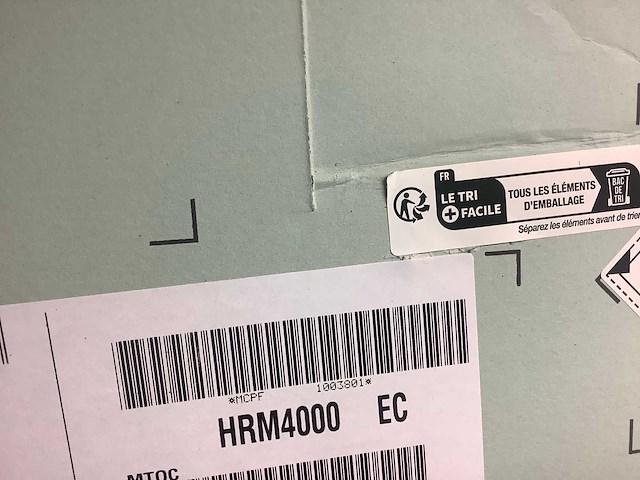 FR
LE TRI
+ FACILE
TOUS LES ÉLÉMENTS
D'EMBALLAGE
BAC
DE
TRI
Séparez les éléments avant de trier
*MCPF 1003801*
HRM4000 EC
MTOC